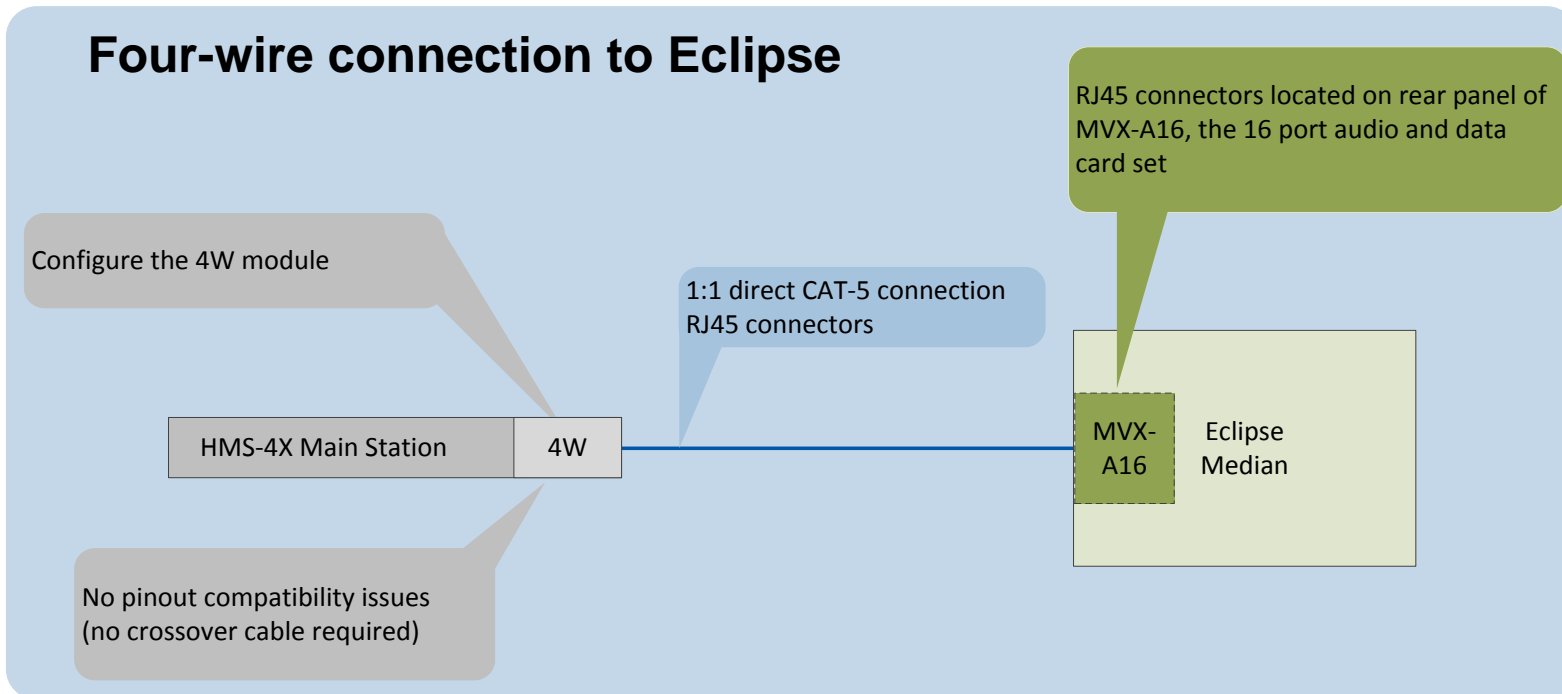 Four-wire connection to Eclipse
RJ45 connectors located on rear panel of
MVX-A16, the 16 port audio and data
card set
Configure the 4W module
1:1 direct CAT-5 connection
RJ45 connectors
HMS-4X Main Station
4W
MVX-
A16
Eclipse
Median
No pinout compatibility issues
(no crossover cable required)